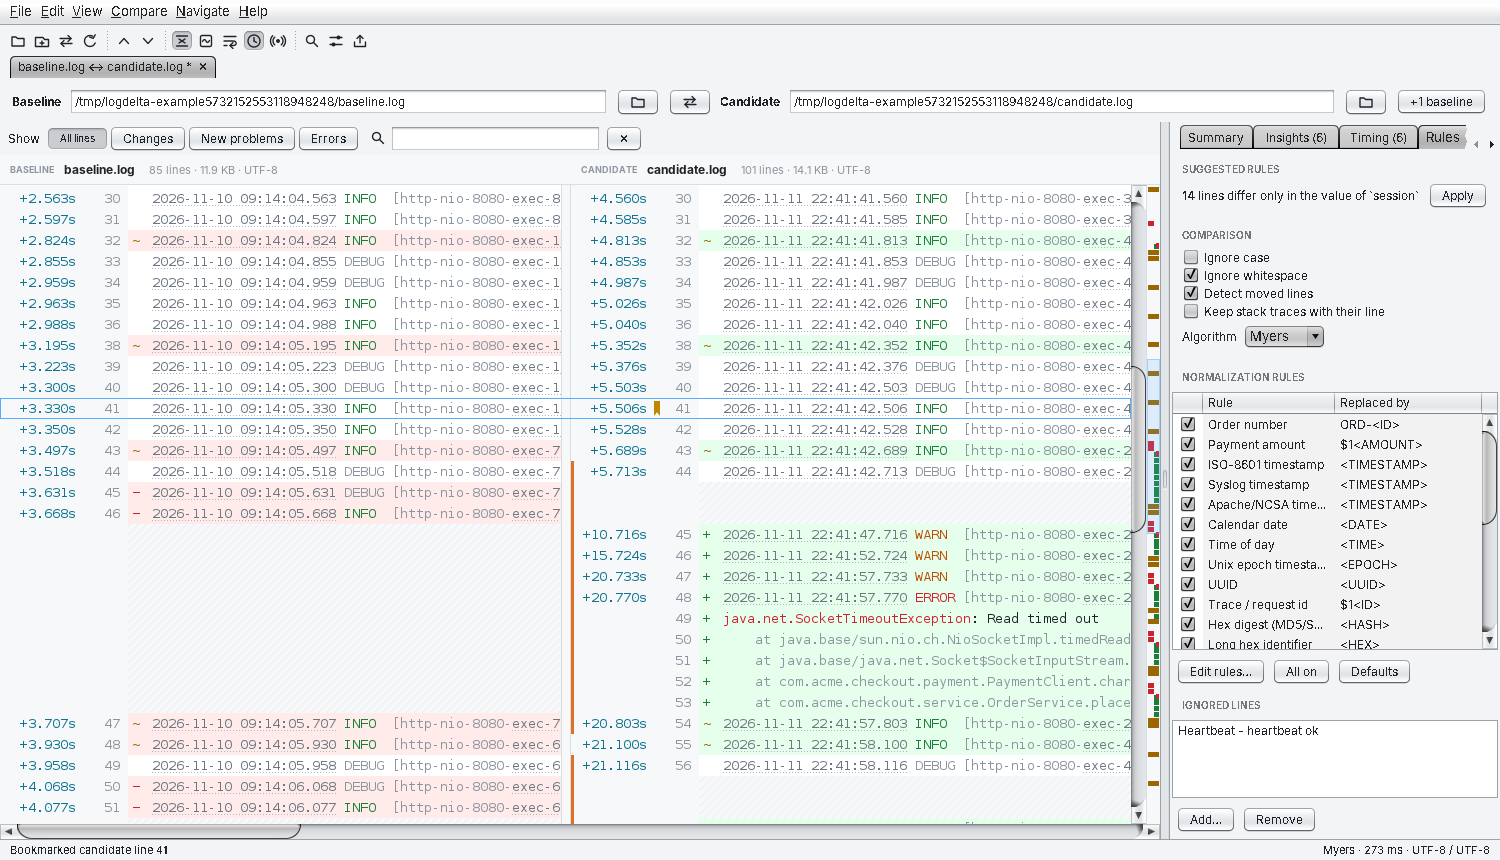 File Edit View Compare Navigate Help
baseline.log ↔ candidate.log * ×
Baseline /tmp/logdelta-example5732152553118948248/baseline.log Candidate /tmp/logdelta-example5732152553118948248/candidate.log +1 baseline
Show All lines Changes New problems Errors ×
BASELINE baseline.log 85 lines · 11.9 KB · UTF-8 CANDIDATE candidate.log 101 lines · 14.1 KB · UTF-8
+2.563s 30 2026-11-10 09:14:04.563 INFO [http-nio-8080-exec-8 +4.560s 30 2026-11-11 22:41:41.560 INFO [http-nio-8080-exec-3
+2.597s 31 2026-11-10 09:14:04.597 INFO [http-nio-8080-exec-8 +4.585s 31 2026-11-11 22:41:41.585 INFO [http-nio-8080-exec-3
+2.824s 32 ~ 2026-11-10 09:14:04.824 INFO [http-nio-8080-exec-1 +4.813s 32 ~ 2026-11-11 22:41:41.813 INFO [http-nio-8080-exec-4
+2.855s 33 2026-11-10 09:14:04.855 DEBUG [http-nio-8080-exec-1 +4.853s 33 2026-11-11 22:41:41.853 DEBUG [http-nio-8080-exec-4
+2.959s 34 2026-11-10 09:14:04.959 DEBUG [http-nio-8080-exec-1 +4.987s 34 2026-11-11 22:41:41.987 DEBUG [http-nio-8080-exec-4
+2.963s 35 2026-11-10 09:14:04.963 INFO [http-nio-8080-exec-1 +5.026s 35 2026-11-11 22:41:42.026 INFO [http-nio-8080-exec-4
+2.988s 36 2026-11-10 09:14:04.988 INFO [http-nio-8080-exec-1 +5.040s 36 2026-11-11 22:41:42.040 INFO [http-nio-8080-exec-4
+3.195s 38 ~ 2026-11-10 09:14:05.195 INFO [http-nio-8080-exec-1 +5.352s 38 ~ 2026-11-11 22:41:42.352 INFO [http-nio-8080-exec-4
+3.223s 39 2026-11-10 09:14:05.223 DEBUG [http-nio-8080-exec-1 +5.376s 39 2026-11-11 22:41:42.376 DEBUG [http-nio-8080-exec-4
+3.300s 40 2026-11-10 09:14:05.300 DEBUG [http-nio-8080-exec-1 +5.503s 40 2026-11-11 22:41:42.503 DEBUG [http-nio-8080-exec-4
+3.330s 41 2026-11-10 09:14:05.330 INFO [http-nio-8080-exec-1 +5.506s 41 2026-11-11 22:41:42.506 INFO [http-nio-8080-exec-4
+3.350s 42 2026-11-10 09:14:05.350 INFO [http-nio-8080-exec-1 +5.528s 42 2026-11-11 22:41:42.528 INFO [http-nio-8080-exec-4
+3.497s 43 ~ 2026-11-10 09:14:05.497 INFO [http-nio-8080-exec-7 +5.689s 43 ~ 2026-11-11 22:41:42.689 INFO [http-nio-8080-exec-4
+3.518s 44 2026-11-10 09:14:05.518 DEBUG [http-nio-8080-exec-7 +5.713s 44 2026-11-11 22:41:42.713 DEBUG [http-nio-8080-exec-4
+3.631s 45 − 2026-11-10 09:14:05.631 DEBUG [http-nio-8080-exec-7
+3.668s 46 − 2026-11-10 09:14:05.668 INFO [http-nio-8080-exec-7
+10.716s 45 + 2026-11-11 22:41:47.716 WARN [http-nio-8080-exec-2
+15.724s 46 + 2026-11-11 22:41:52.724 WARN [http-nio-8080-exec-2
+20.733s 47 + 2026-11-11 22:41:57.733 WARN [http-nio-8080-exec-2
+20.770s 48 + 2026-11-11 22:41:57.770 ERROR [http-nio-8080-exec-2
49 + java.net.SocketTimeoutException: Read timed out
50 + at java.base/sun.nio.ch.NioSocketImpl.timedRead
51 + at java.base/java.net.Socket$SocketInputStream.
52 + at com.acme.checkout.payment.PaymentClient.char
53 + at com.acme.checkout.service.OrderService.place
+3.707s 47 ~ 2026-11-10 09:14:05.707 INFO [http-nio-8080-exec-7 +20.803s 54 ~ 2026-11-11 22:41:57.803 INFO [http-nio-8080-exec-2
+3.930s 48 ~ 2026-11-10 09:14:05.930 INFO [http-nio-8080-exec-6 +21.100s 55 ~ 2026-11-11 22:41:58.100 INFO [http-nio-8080-exec-4
+3.958s 49 2026-11-10 09:14:05.958 DEBUG [http-nio-8080-exec-6 +21.116s 56 2026-11-11 22:41:58.116 DEBUG [http-nio-8080-exec-4
+4.068s 50 − 2026-11-10 09:14:06.068 DEBUG [http-nio-8080-exec-6
+4.077s 51 − 2026-11-10 09:14:06.077 INFO [http-nio-8080-exec-6
Summary Insights (6) Timing (6) Rules
SUGGESTED RULES
14 lines differ only in the value of `session` Apply
COMPARISON
Ignore case
Ignore whitespace
Detect moved lines
Keep stack traces with their line
Algorithm Myers
NORMALIZATION RULES
Rule Replaced by
Order number ORD-<ID>
Payment amount $1<AMOUNT>
ISO-8601 timestamp <TIMESTAMP>
Syslog timestamp <TIMESTAMP>
Apache/NCSA time... <TIMESTAMP>
Calendar date <DATE>
Time of day <TIME>
Unix epoch timesta... <EPOCH>
UUID <UUID>
Trace / request id $1<ID>
Hex digest (MD5/S... <HASH>
Long hex identifier <HEX>
Edit rules... All on Defaults
IGNORED LINES
Heartbeat - heartbeat ok
Add... Remove
Bookmarked candidate line 41 Myers · 273 ms · UTF-8 / UTF-8